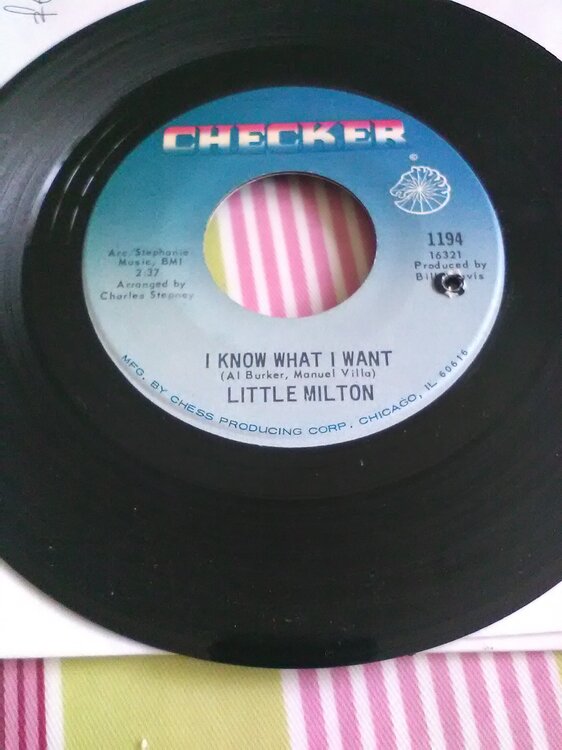 CHECKER
®
1194
16321
Produced by
Arc/Stephanie
Music, BMI
2:37
Arranged by
Charles Stepney
I KNOW WHAT I WANT
(Al Burker, Manuel Villa)
LITTLE MILTON
MFG. BY CHESS PRODUCING CORP. CHICAGO, IL 60616